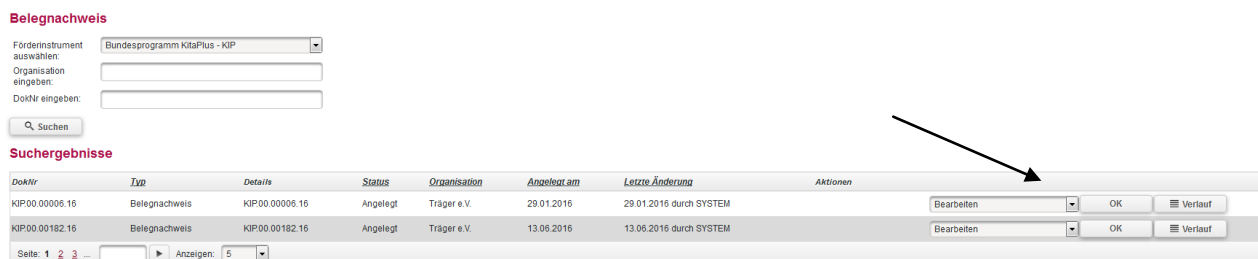 Belegnachweis
Förderinstrument auswählen: Bundesprogramm KitaPlus - KIP
Organisation eingeben:
DokNr eingeben:
Suchen
Suchergebnisse
DokNr Typ Details Status Organisation Angelegt am Letzte Änderung Aktionen
KIP.00.00006.16 Belegnachweis KIP.00.00006.16 Angelegt Träger e.V. 29.01.2016 29.01.2016 durch SYSTEM Bearbeiten OK Verlauf
KIP.00.00182.16 Belegnachweis KIP.00.00182.16 Angelegt Träger e.V. 13.06.2016 13.06.2016 durch SYSTEM Bearbeiten OK Verlauf
Seite: 1 2 3 ... Anzeigen: 5